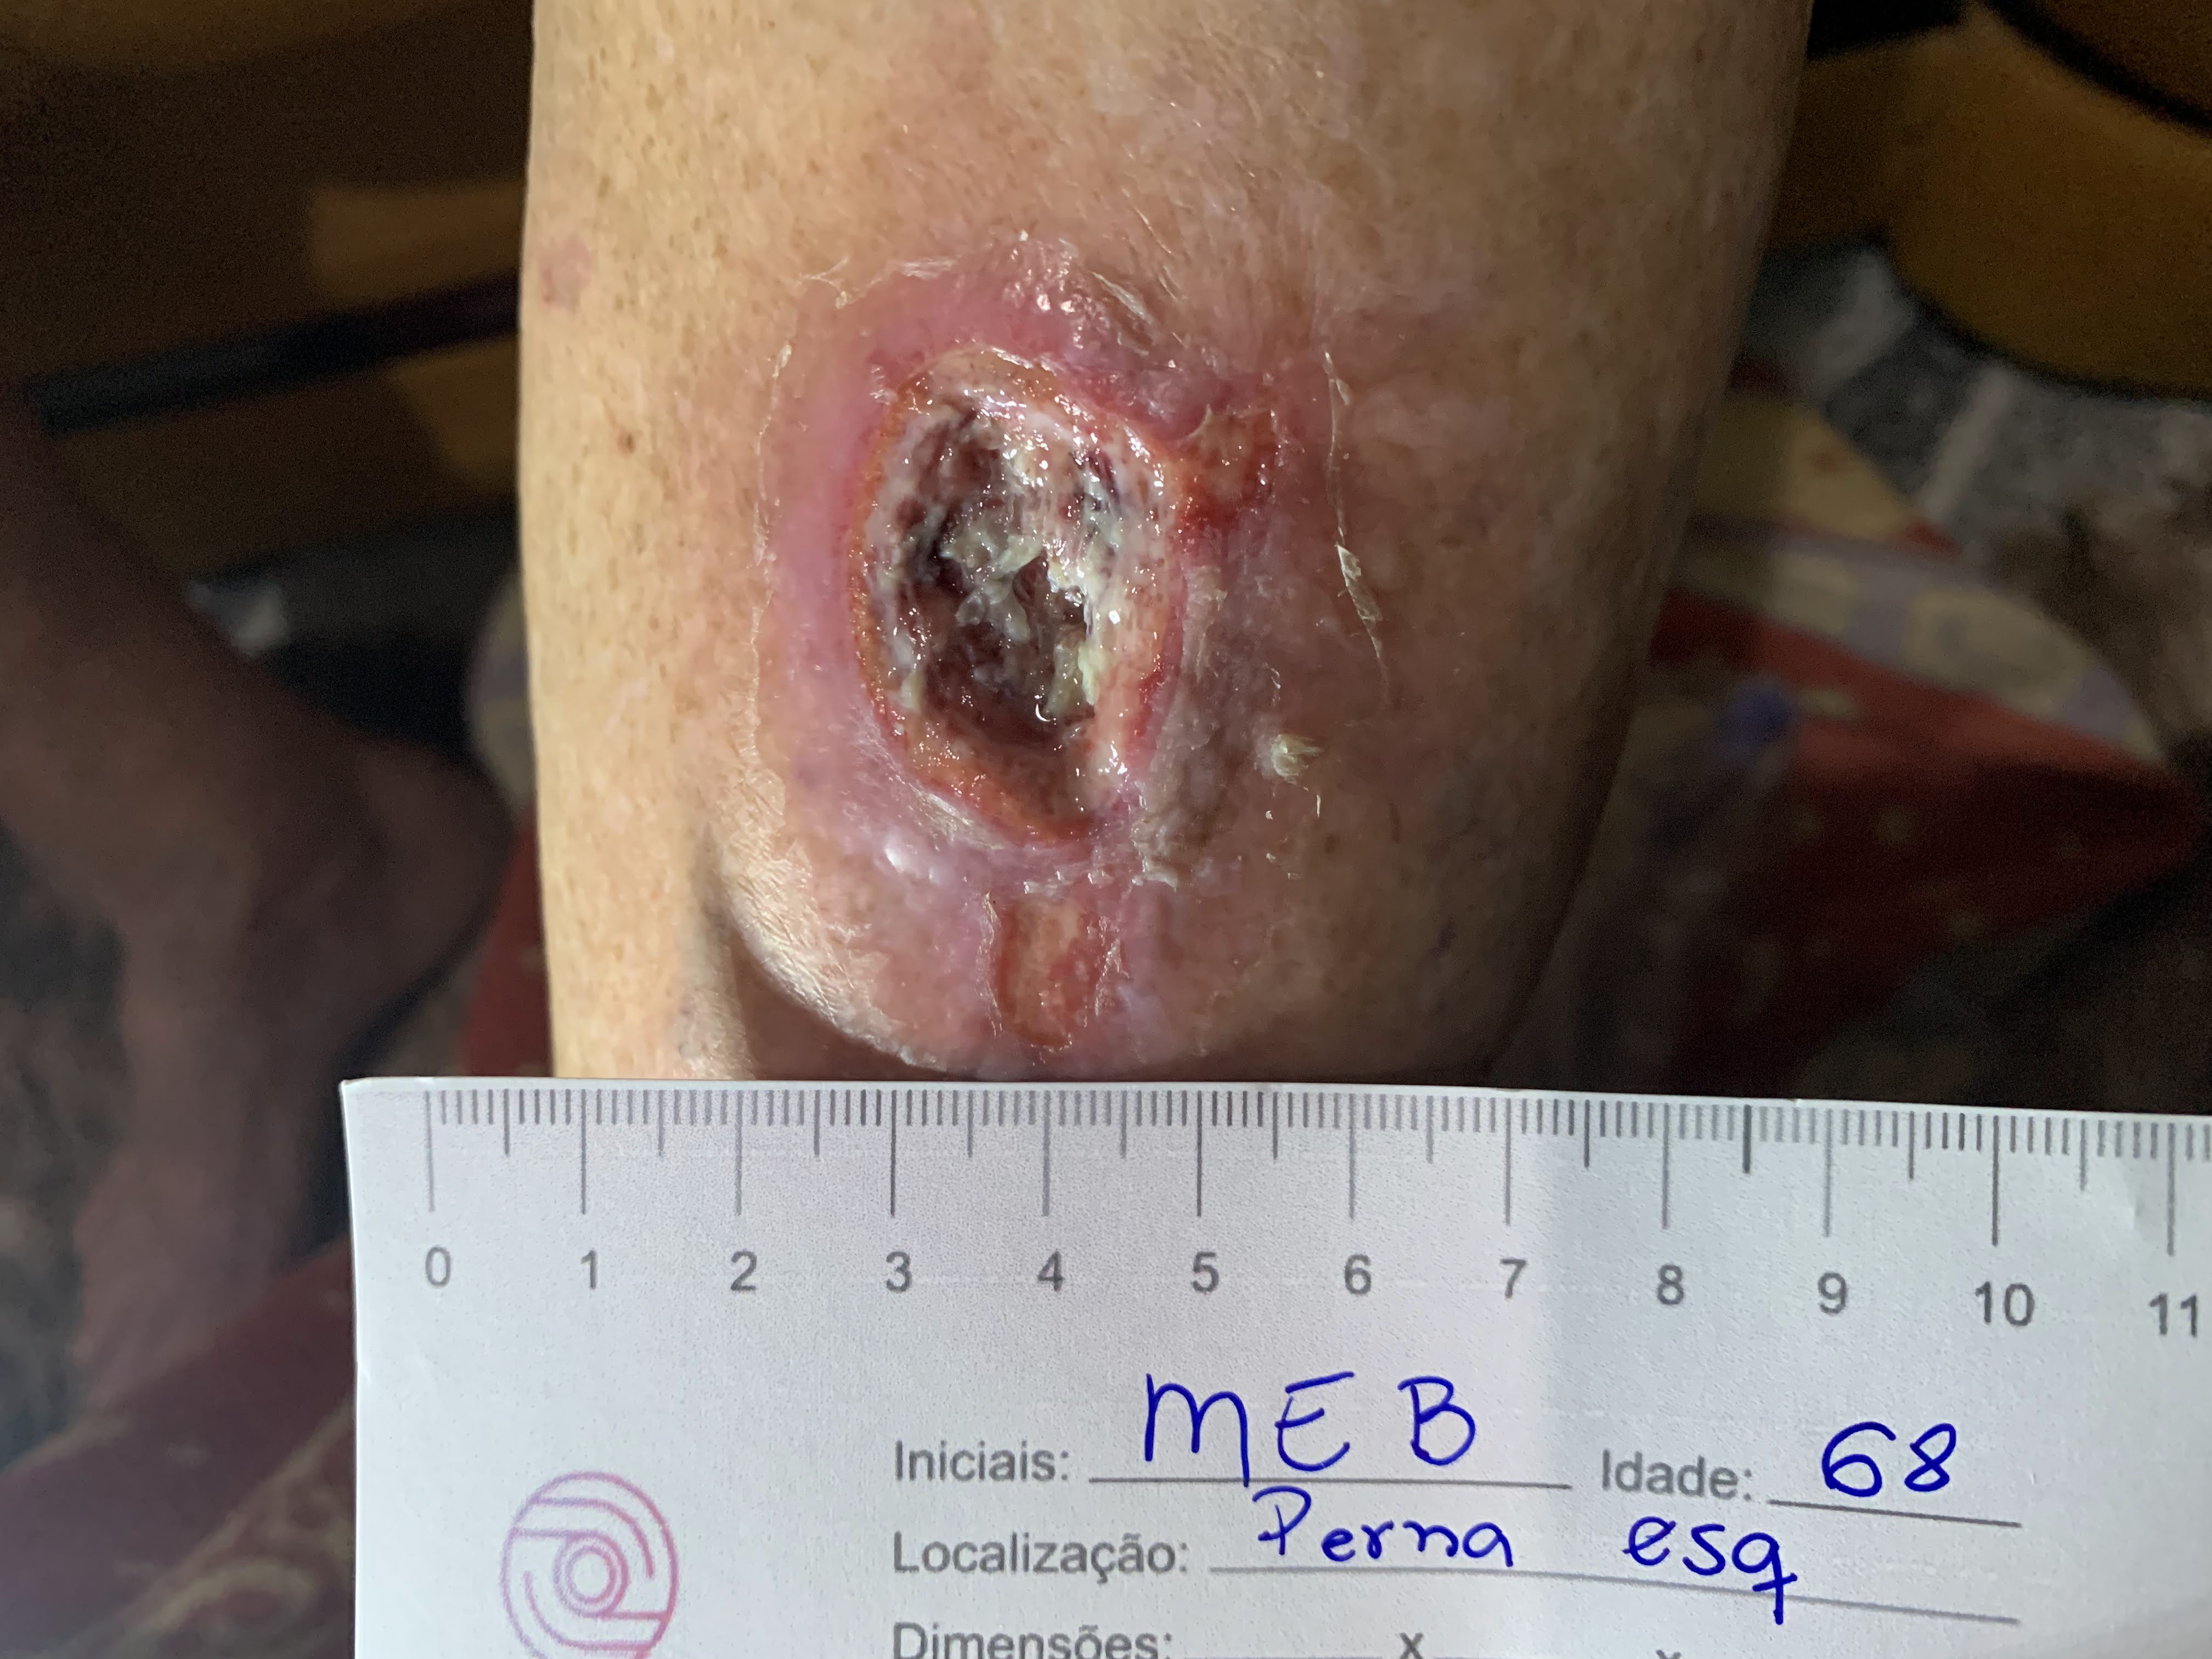 0 1 2 3 4 5 6 7 8 9 10 11
Iniciais: MEB Idade: 68
Localização: Perna esq
Dimensões: x x